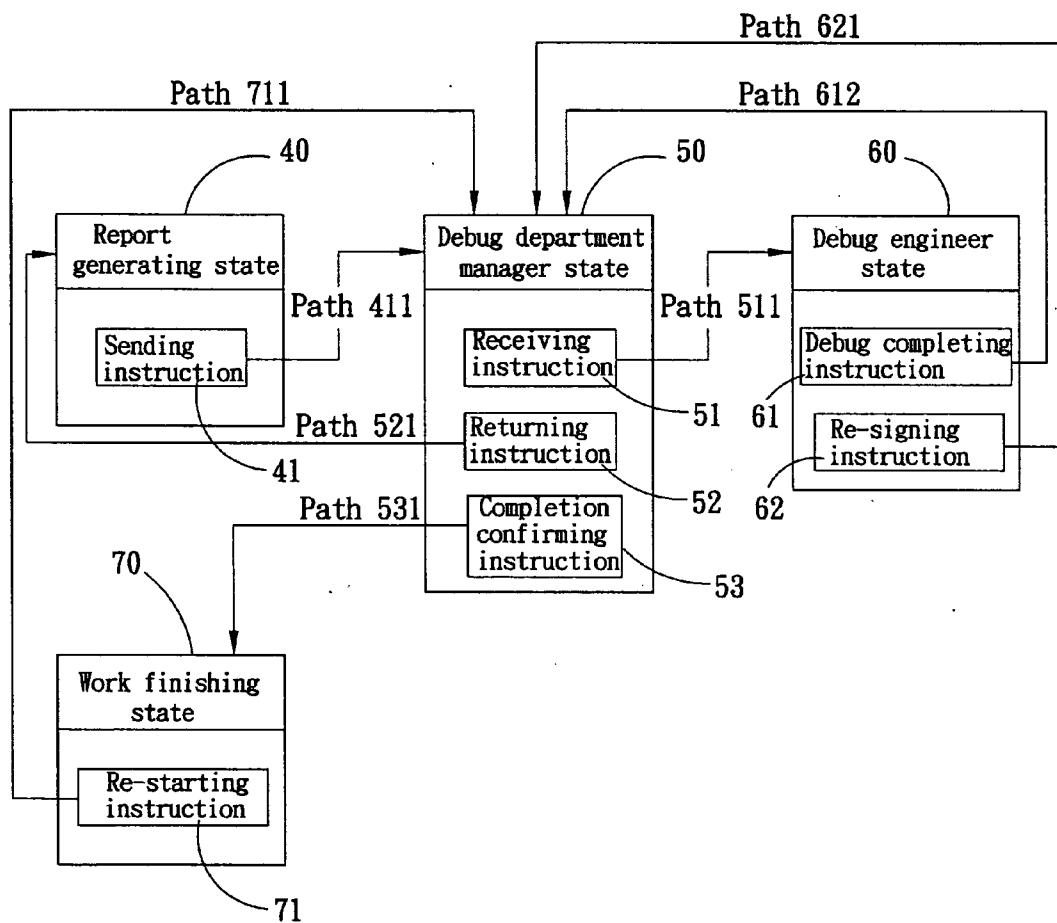 Path 621
Path 711
Path 612
40
50
60
Report
generating state
Debug department
manager state
Debug engineer
state
Path 411
Path 511
Sending
instruction
Receiving
instruction
Debug completing
instruction
51
61
Path 521
Returning
instruction
Re-signing
instruction
41
52
62
Path 531
Completion
confirming
instruction
53
70
Work finishing
state
Re-starting
instruction
71